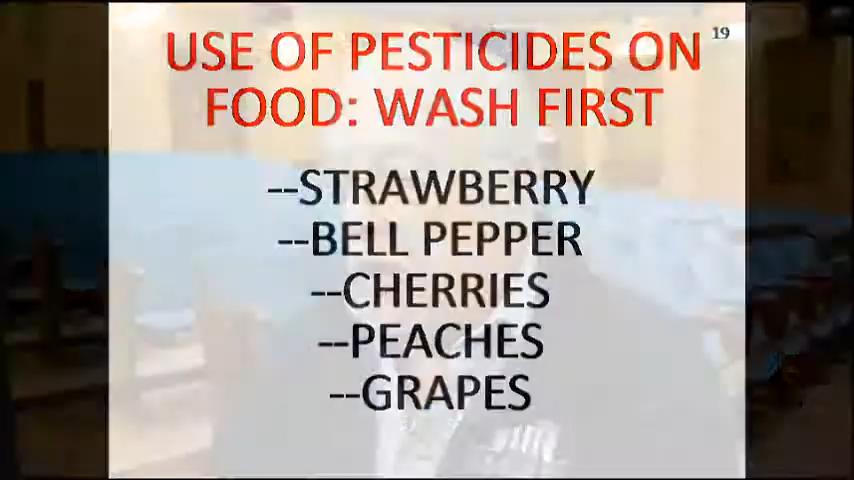 USE OF PESTICIDES ON
19
FOOD: WASH FIRST
--STRAWBERRY
--BELL PEPPER
--CHERRIES
--PEACHES
--GRAPES